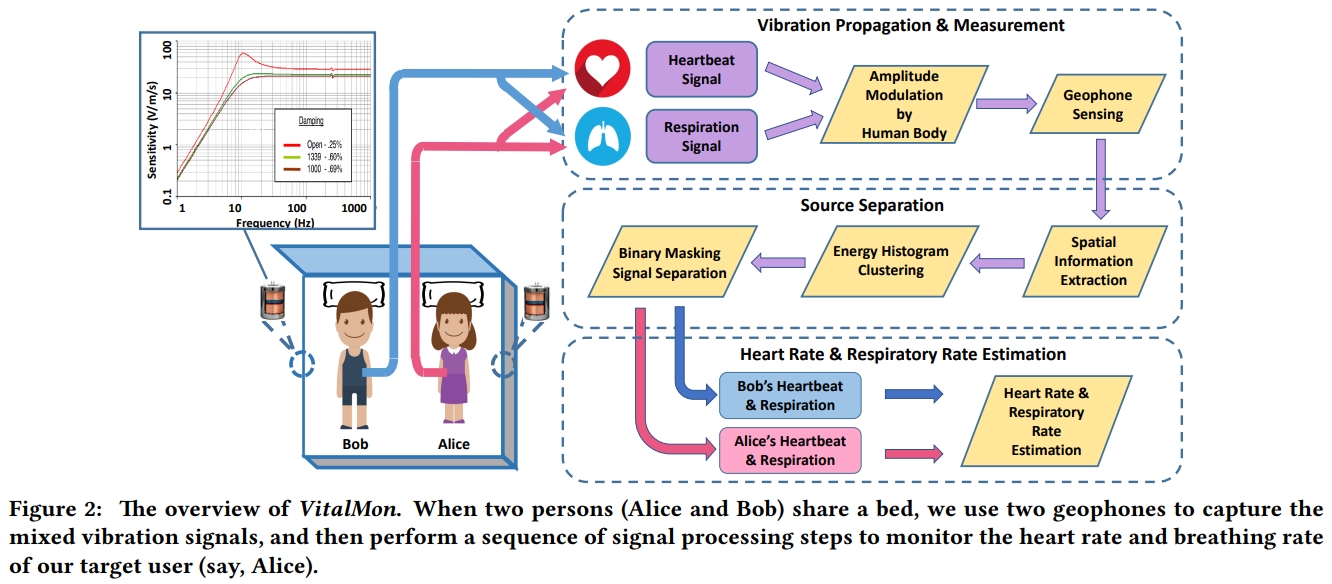 Vibration Propagation & Measurement
Heartbeat
Signal
Respiration
Signal
Amplitude
Modulation
by
Human Body
Geophone
Sensing
Sensitivity (V/m/s)
100
10
1
0.1
1
10
100
1000
Frequency (Hz)
Damping
Open - .25%
1339 - .60%
1000 - .69%
Source Separation
Binary Masking
Signal Separation
Energy Histogram
Clustering
Spatial
Information
Extraction
Bob
Alice
Heart Rate & Respiratory Rate Estimation
Bob's Heartbeat
& Respiration
Alice's Heartbeat
& Respiration
Heart Rate &
Respiratory
Rate
Estimation
Figure 2: The overview of VitalMon. When two persons (Alice and Bob) share a bed, we use two geophones to capture the
mixed vibration signals, and then perform a sequence of signal processing steps to monitor the heart rate and breathing rate
of our target user (say, Alice).